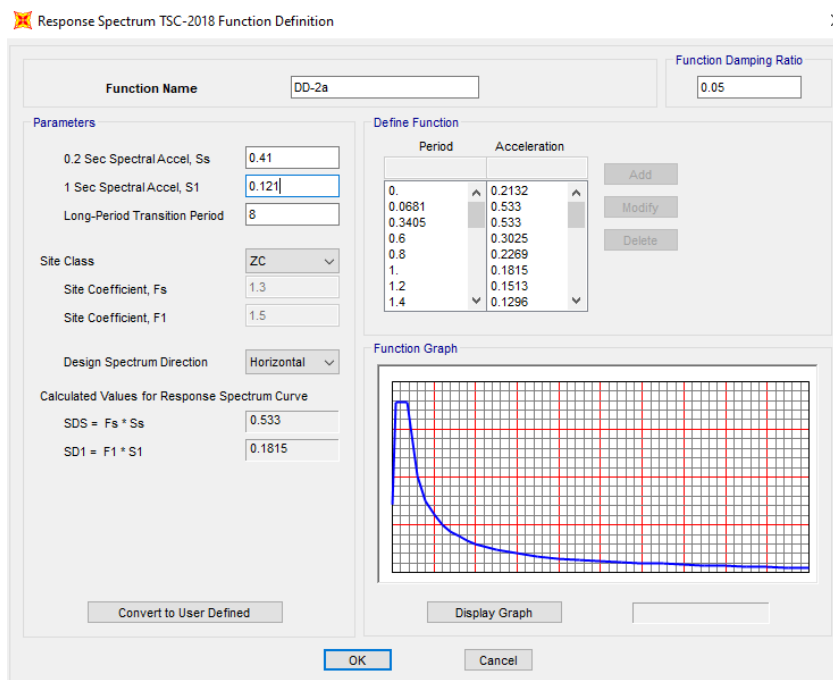 Response Spectrum TSC-2018 Function Definition
Function Name
DD-2a
Function Damping Ratio
0.05
Parameters
0.2 Sec Spectral Accel, Ss
0.41
1 Sec Spectral Accel, S1
0.121
Long-Period Transition Period
8
Site Class
ZC
Site Coefficient, Fs
1.3
Site Coefficient, F1
1.5
Design Spectrum Direction
Horizontal
Calculated Values for Response Spectrum Curve
SDS = Fs * Ss
0.533
SD1 = F1 * S1
0.1815
Convert to User Defined
Define Function
Period Acceleration
0. 0.2132
0.0681 0.533
0.3405 0.533
0.6 0.3025
0.8 0.2269
1. 0.1815
1.2 0.1513
1.4 0.1296
Add
Modify
Delete
Function Graph
Display Graph
OK
Cancel